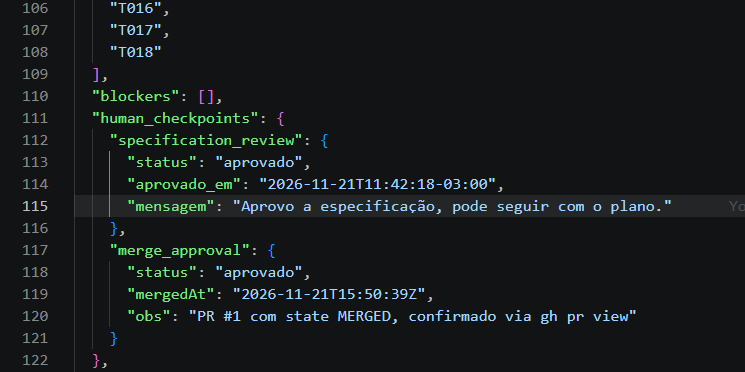 106 "T016",
107 "T017",
108 "T018"
109 ],
110 "blockers": [],
111 "human_checkpoints": {
112 "specification_review": {
113 "status": "aprovado",
114 "aprovado_em": "2026-11-21T11:42:18-03:00",
115 "mensagem": "Aprovo a especificação, pode seguir com o plano." Yo
116 },
117 "merge_approval": {
118 "status": "aprovado",
119 "mergedAt": "2026-11-21T15:50:39Z",
120 "obs": "PR #1 com state MERGED, confirmado via gh pr view"
121 }
122 },